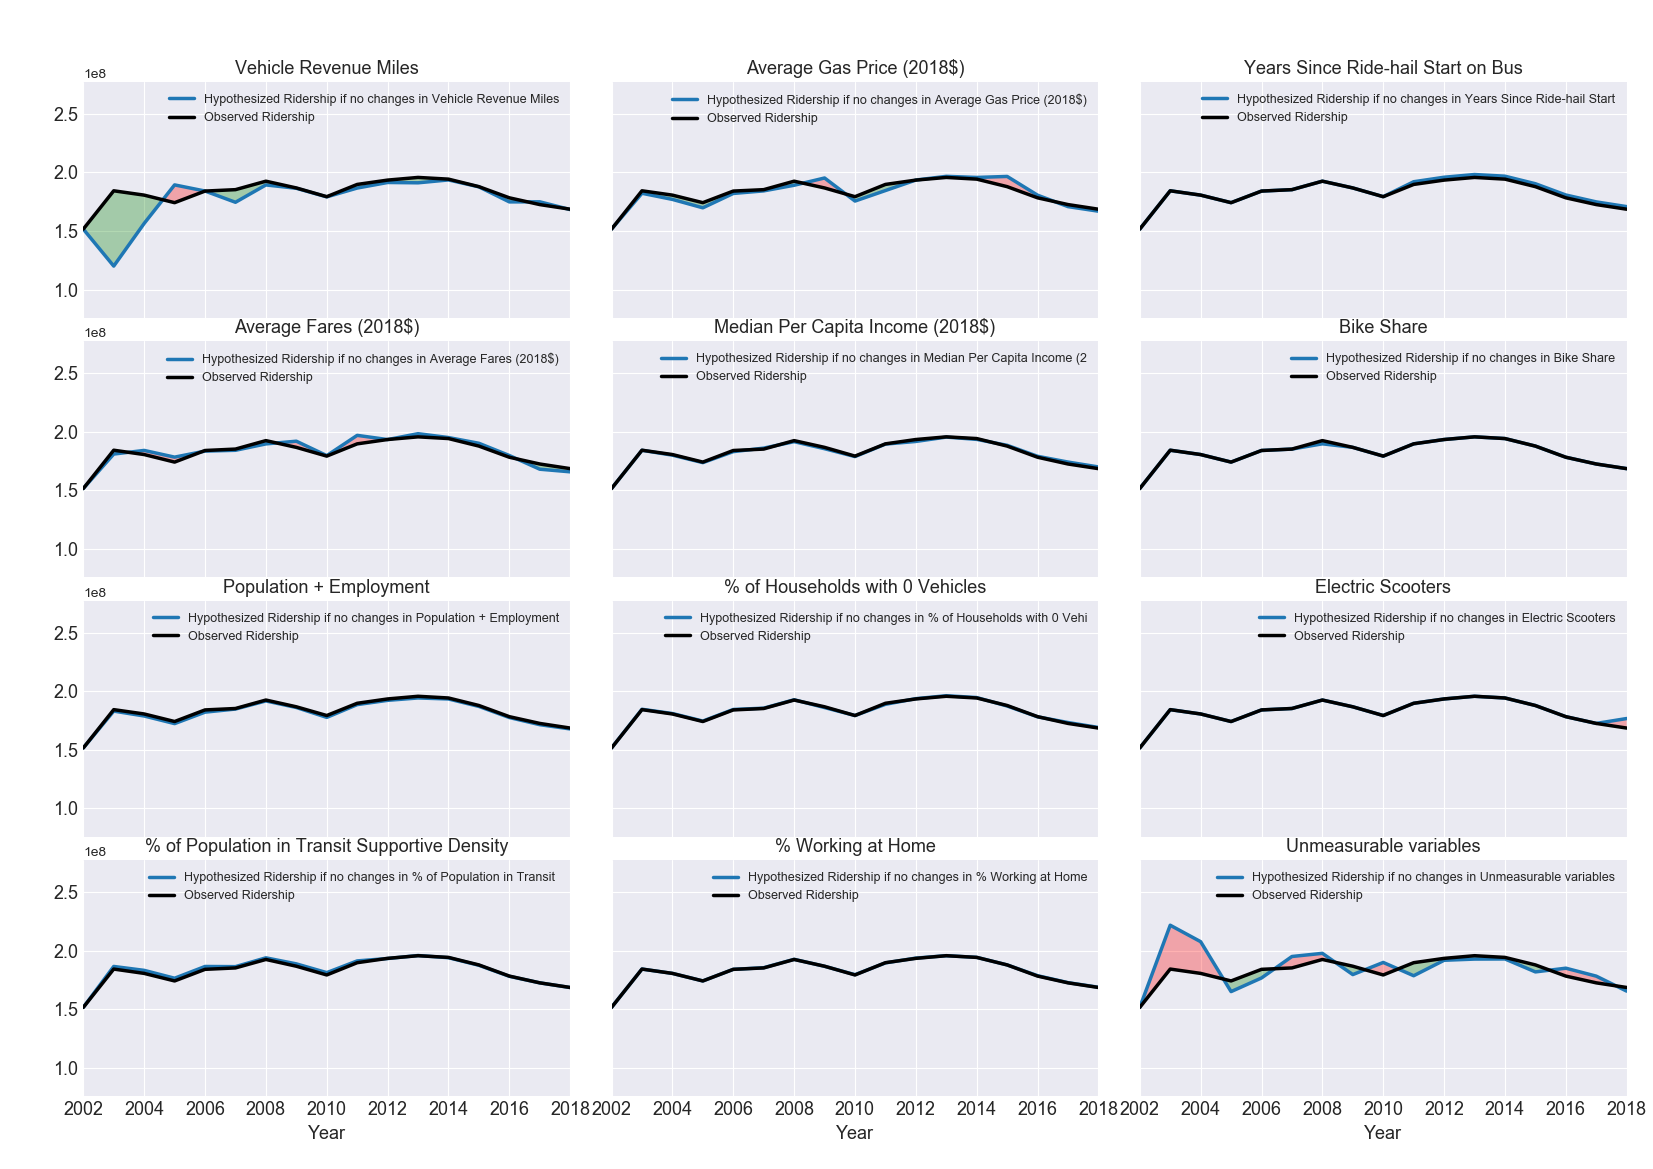 Vehicle Revenue Miles
1e8
Hypothesized Ridership if no changes in Vehicle Revenue Miles
Observed Ridership
2.5
2.0
1.5
1.0
Average Gas Price (2018$)
Hypothesized Ridership if no changes in Average Gas Price (2018$)
Observed Ridership
Years Since Ride-hail Start on Bus
Hypothesized Ridership if no changes in Years Since Ride-hail Start
Observed Ridership
Average Fares (2018$)
1e8
Hypothesized Ridership if no changes in Average Fares (2018$)
Observed Ridership
2.5
2.0
1.5
1.0
Median Per Capita Income (2018$)
Hypothesized Ridership if no changes in Median Per Capita Income (2
Observed Ridership
Bike Share
Hypothesized Ridership if no changes in Bike Share
Observed Ridership
Population + Employment
1e8
Hypothesized Ridership if no changes in Population + Employment
Observed Ridership
2.5
2.0
1.5
1.0
% of Households with 0 Vehicles
Hypothesized Ridership if no changes in % of Households with 0 Vehi
Observed Ridership
Electric Scooters
Hypothesized Ridership if no changes in Electric Scooters
Observed Ridership
% of Population in Transit Supportive Density
1e8
Hypothesized Ridership if no changes in % of Population in Transit
Observed Ridership
2.5
2.0
1.5
1.0
2002 2004 2006 2008 2010 2012 2014 2016 2018
Year
% Working at Home
Hypothesized Ridership if no changes in % Working at Home
Observed Ridership
2002 2004 2006 2008 2010 2012 2014 2016 2018
Year
Unmeasurable variables
Hypothesized Ridership if no changes in Unmeasurable variables
Observed Ridership
2002 2004 2006 2008 2010 2012 2014 2016 2018
Year